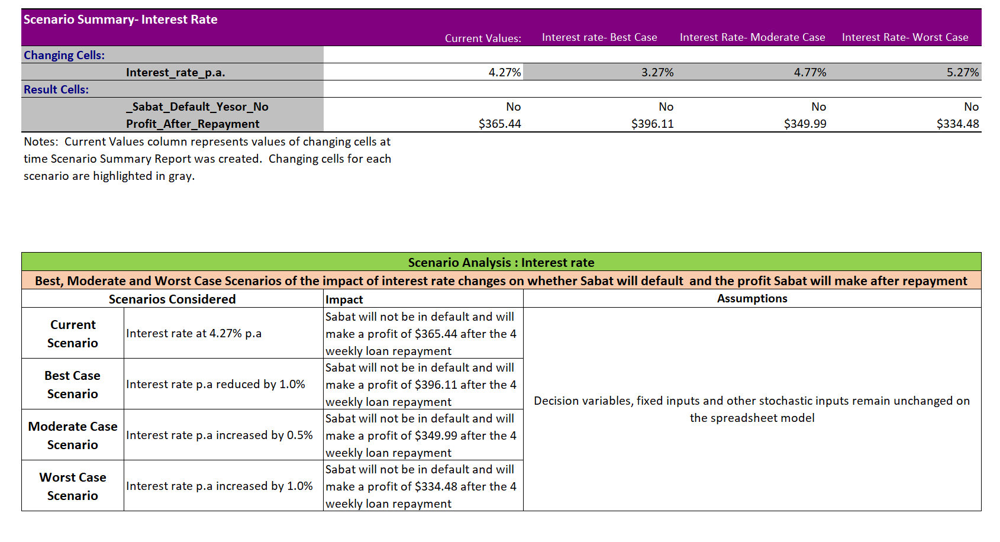 Scenario Summary- Interest Rate
Current Values: Interest rate- Best Case Interest Rate- Moderate Case Interest Rate- Worst Case
Changing Cells:
Interest_rate_p.a. 4.27% 3.27% 4.77% 5.27%
Result Cells:
_Sabat_Default_Yesor_No No No No No
Profit_After_Repayment $365.44 $396.11 $349.99 $334.48
Notes: Current Values column represents values of changing cells at
time Scenario Summary Report was created. Changing cells for each
scenario are highlighted in gray.
Scenario Analysis : Interest rate
Best, Moderate and Worst Case Scenarios of the impact of interest rate changes on whether Sabat will default and the profit Sabat will make after repayment
Scenarios Considered Impact Assumptions
Current
Scenario
Interest rate at 4.27% p.a
Sabat will not be in default and will
make a profit of $365.44 after the 4
weekly loan repayment
Best Case
Scenario
Interest rate p.a reduced by 1.0%
Sabat will not be in default and will
make a profit of $396.11 after the 4
weekly loan repayment
Moderate Case
Scenario
Interest rate p.a increased by 0.5%
Sabat will not be in default and will
make a profit of $349.99 after the 4
weekly loan repayment
Worst Case
Scenario
Interest rate p.a increased by 1.0%
Sabat will not be in default and will
make a profit of $334.48 after the 4
weekly loan repayment
Decision variables, fixed inputs and other stochastic inputs remain unchanged on
the spreadsheet model